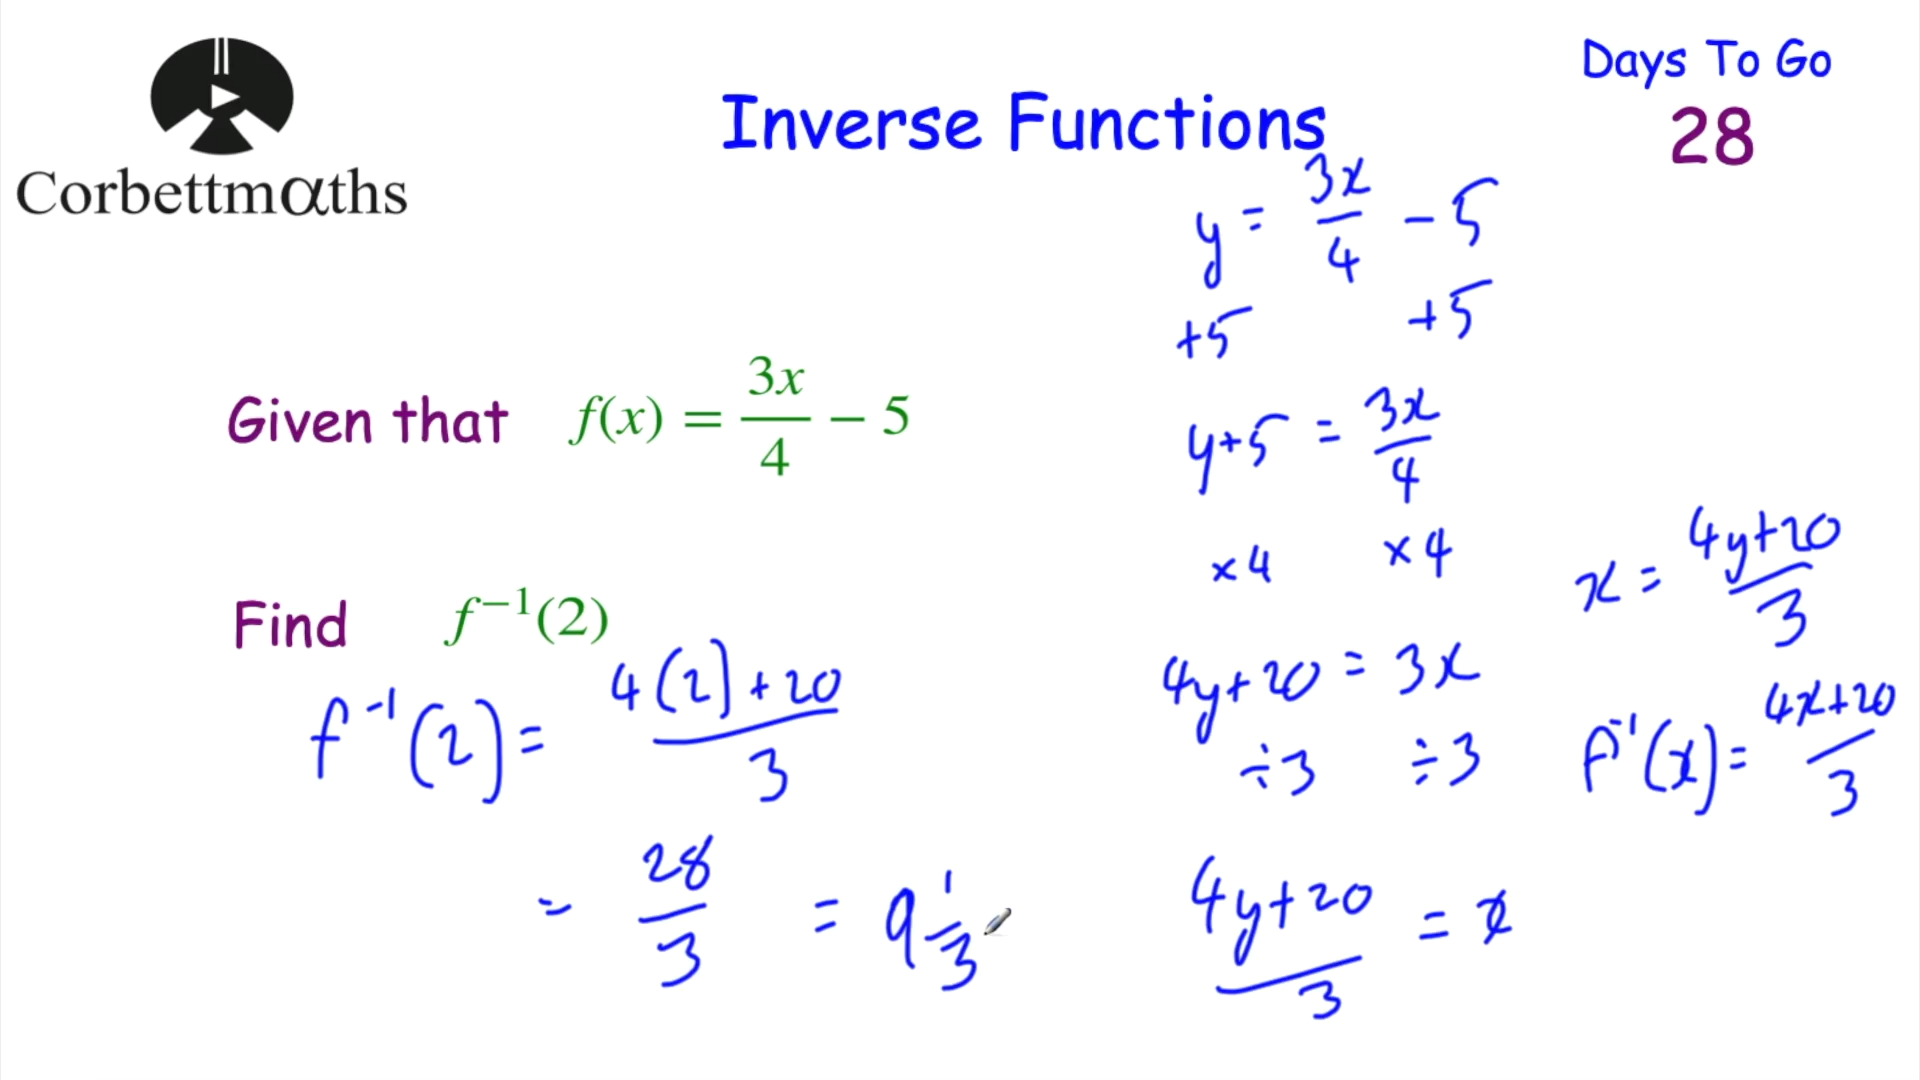 Corbettmαths
Inverse Functions
Days To Go
28
Given that f(x) = 3x/4 − 5
Find f⁻¹(2)
f⁻¹(2) = 4(2)+20/3
= 28/3 = 9 1/3
y = 3x/4 − 5
+5 +5
y+5 = 3x/4
×4 ×4
4y+20 = 3x
÷3 ÷3
4y+20/3 = x
x = 4y+20/3
f⁻¹(x) = 4x+20/3